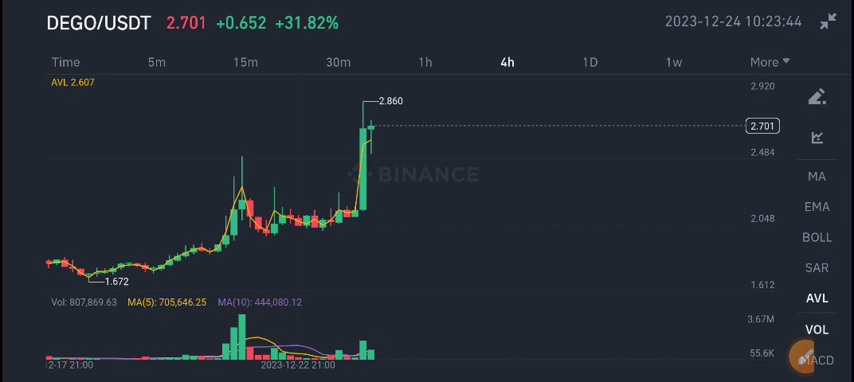 DEGO/USDT 2.701 +0.652 +31.82% 2023-12-24 10:23:44
Time 5m 15m 30m 1h 4h 1D 1w More
AVL 2.607
2.920
2.860
2.701
2.484
BINANCE
MA
2.048
EMA
BOLL
SAR
1.672
1.612
AVL
Vol: 807,869.63 MA(5): 705,646.25 MA(10): 444,080.12
3.67M
VOL
55.6K
MACD
2-17 21:00 2023-12-22 21:00